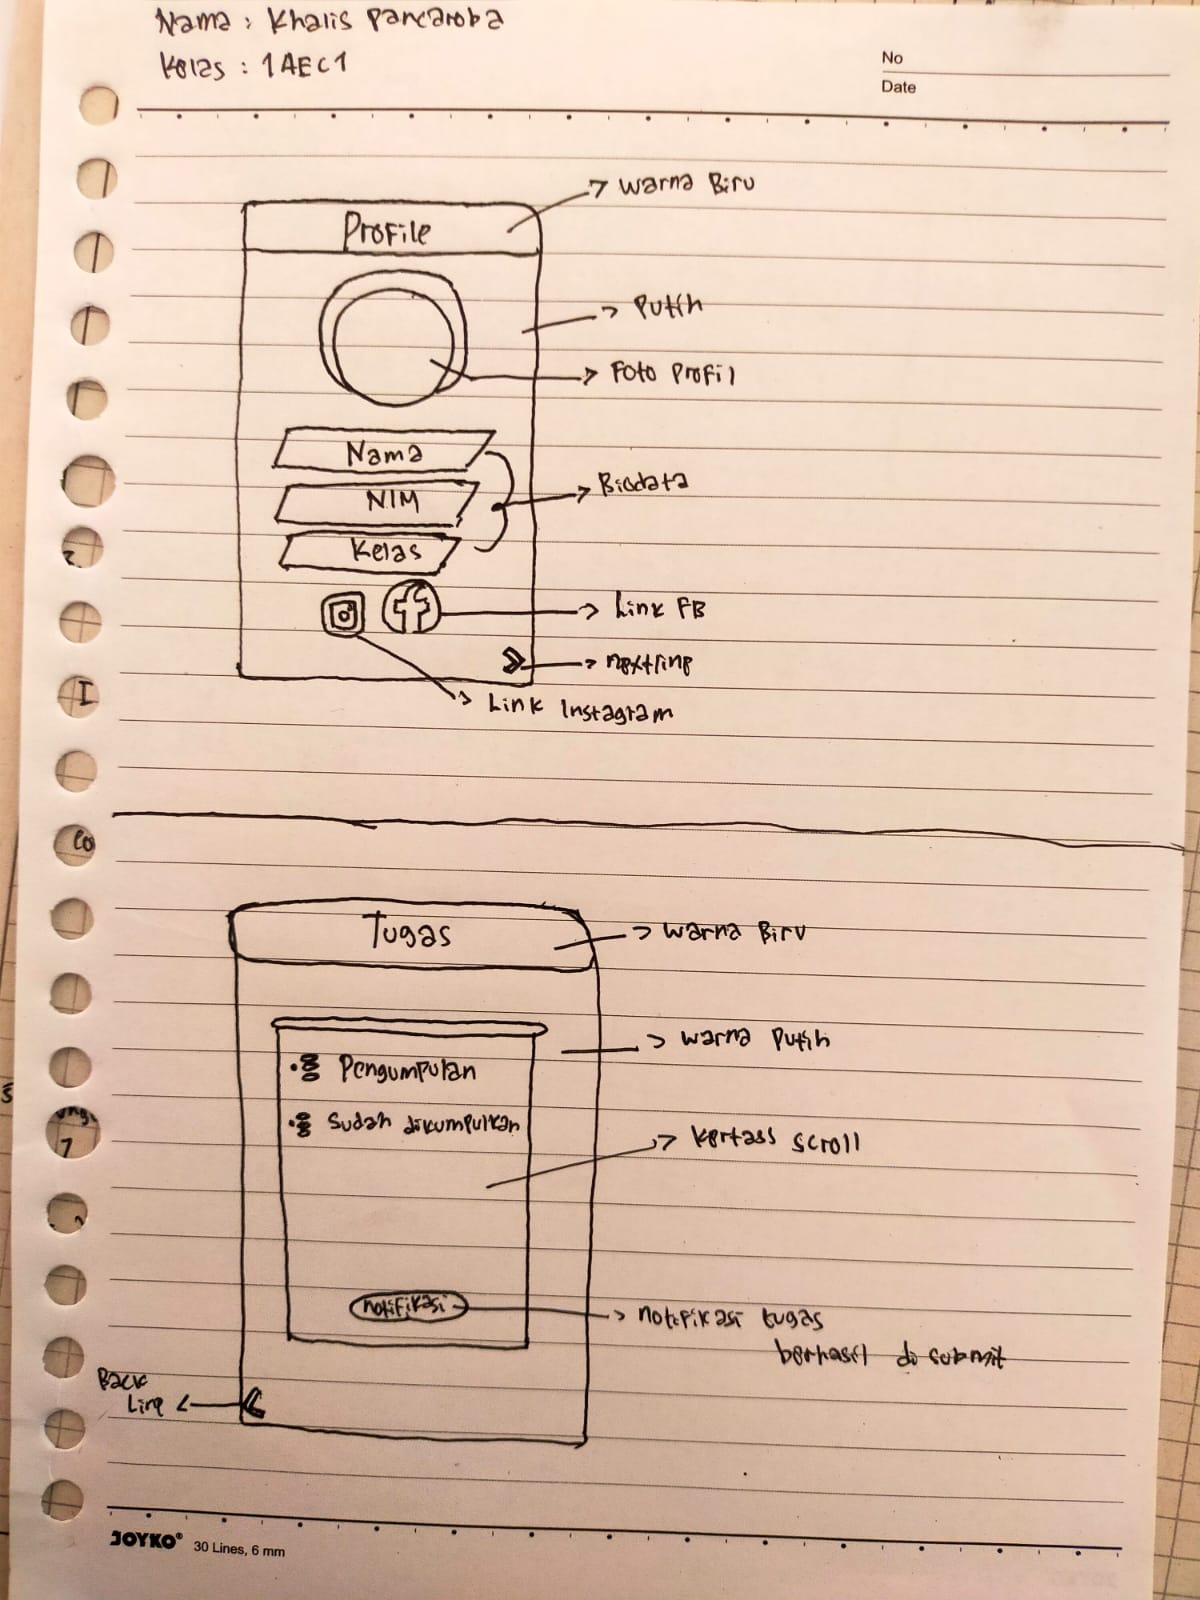 Nama : Khalis Pancaroba
Kelas : 1AEC1
No
Date
Profile
Warna Biru
Putih
Foto Profil
Nama
NIM
Kelas
Biodata
Link FB
nextline
Link Instagram
Tugas
Warna Biru
Warna Putih
Pengumpulan
Sudah dikumpulkan
Kertass scroll
notifikasi
notifikasi tugas
berhasil di submit
Back
Line
JOYKO® 30 Lines, 6 mm